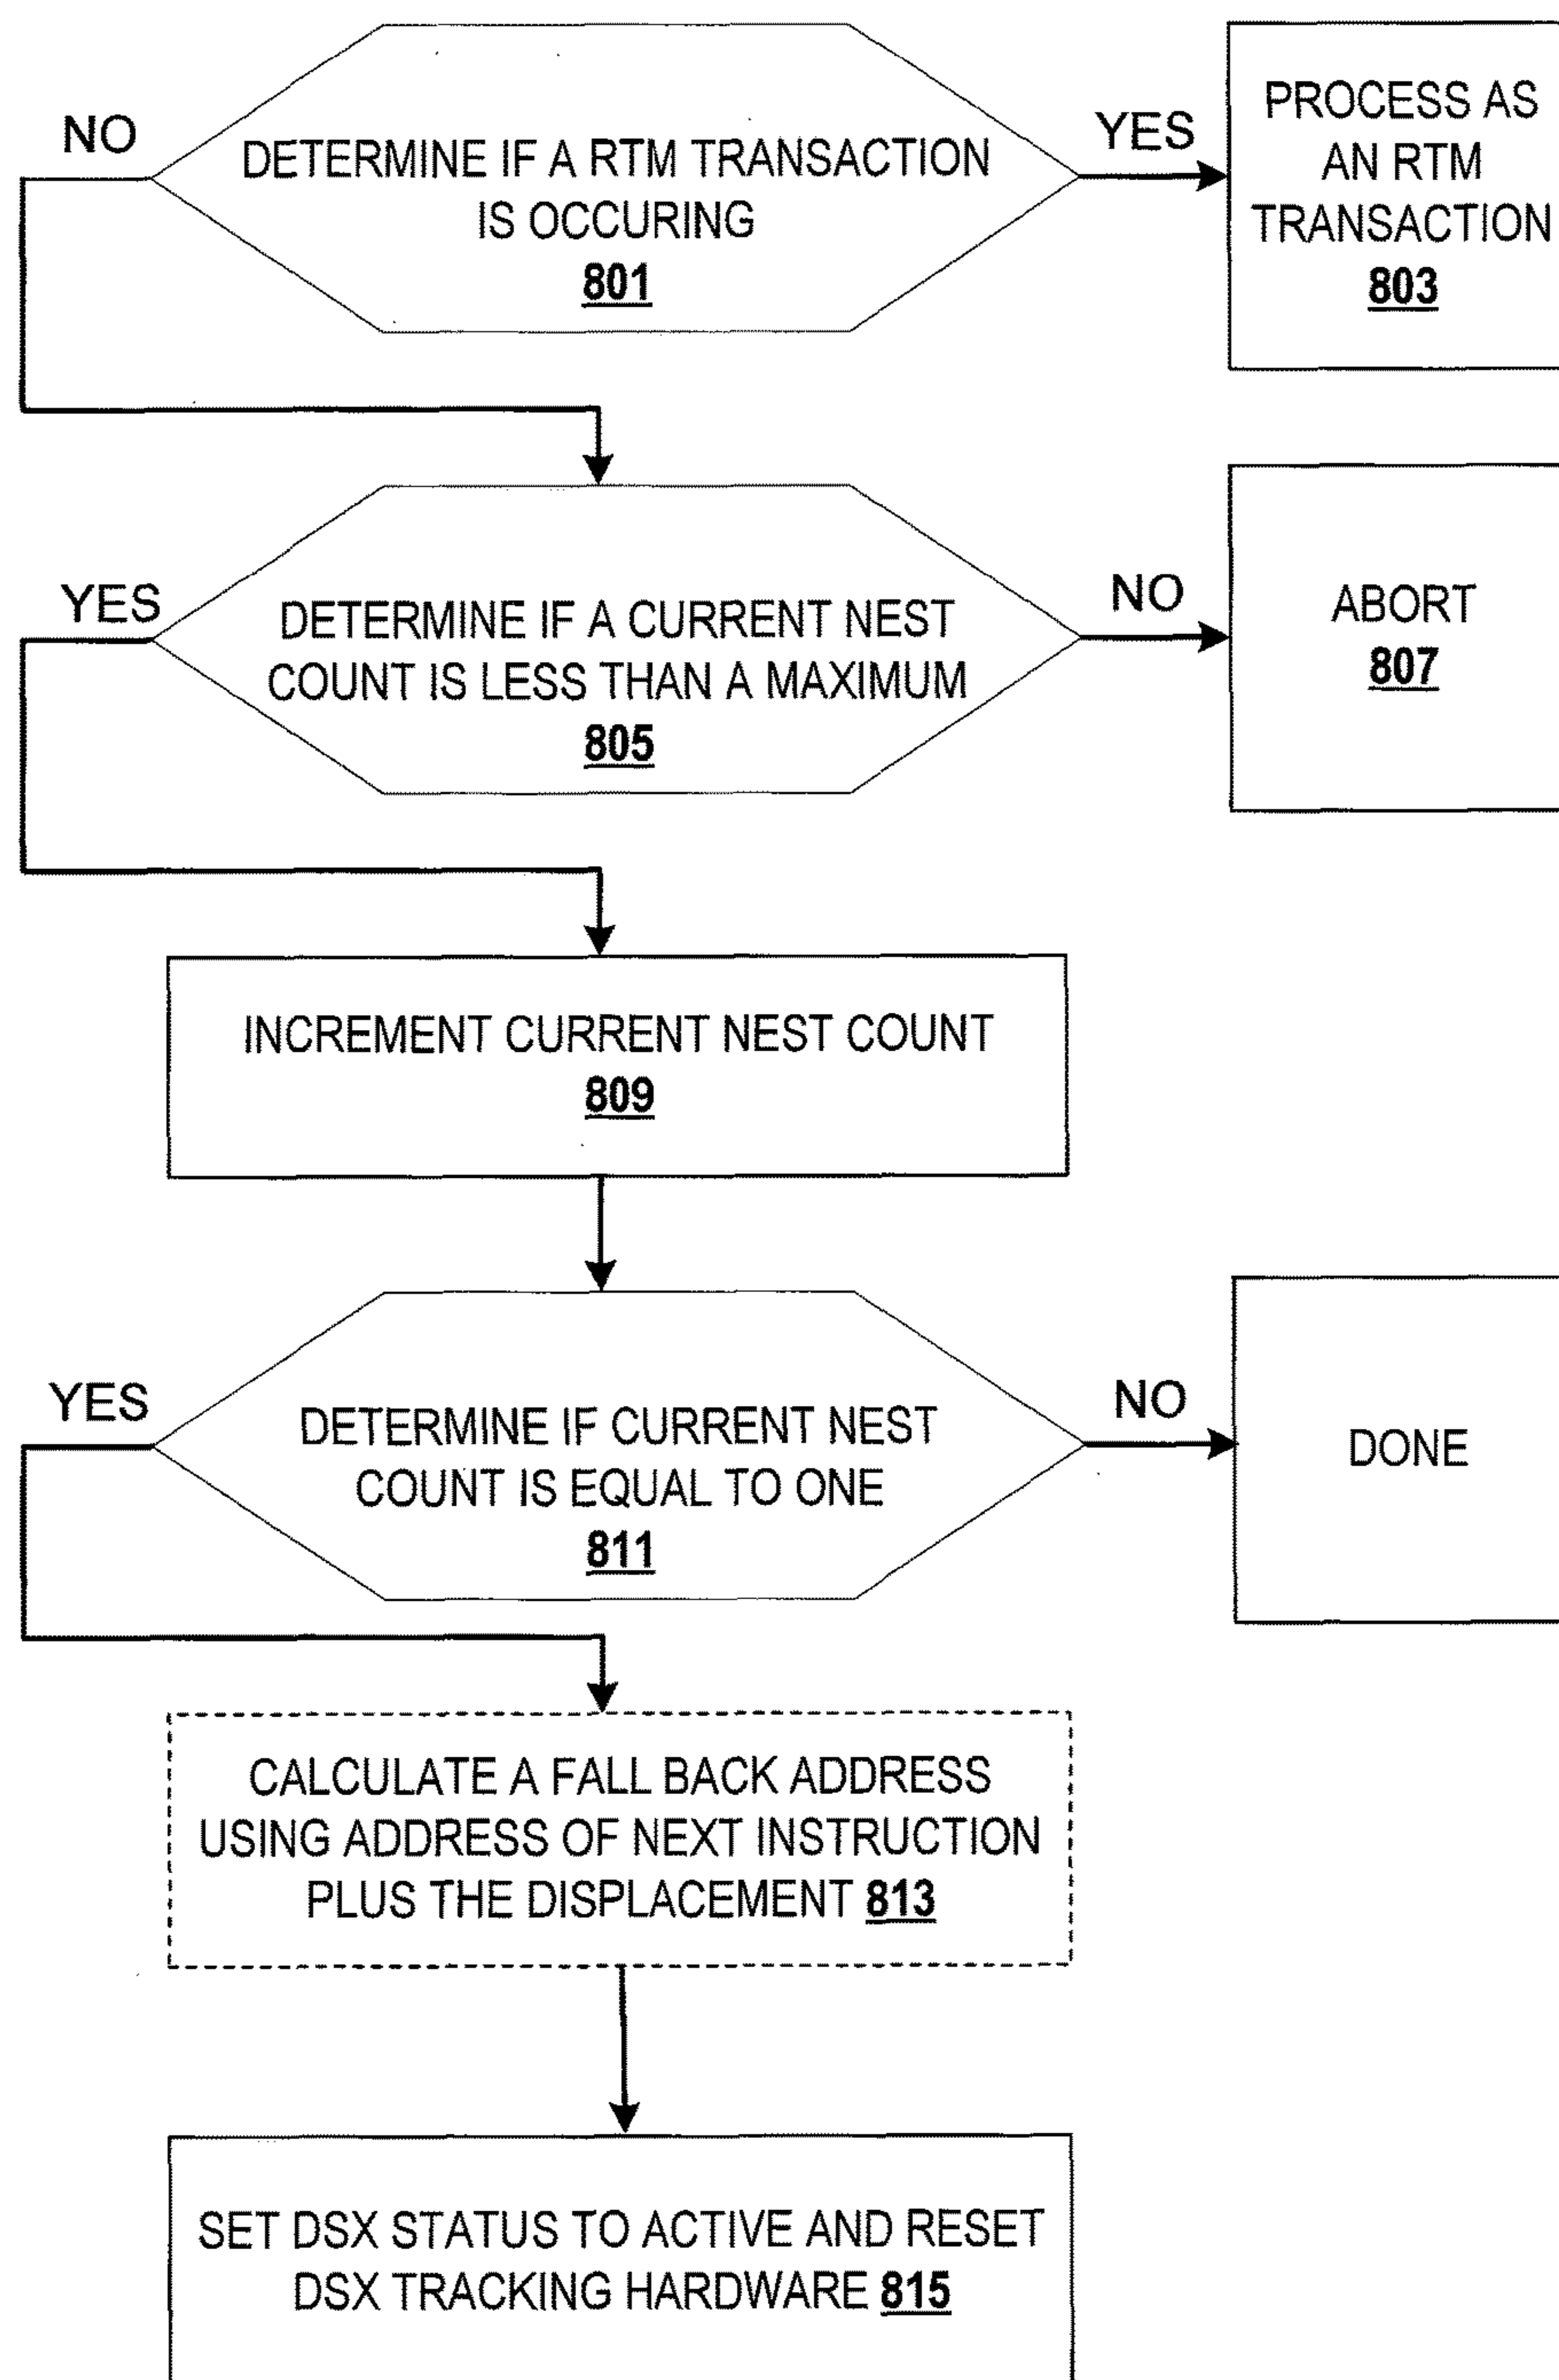 NO
DETERMINE IF A RTM TRANSACTION
IS OCCURING
801
YES
PROCESS AS
AN RTM
TRANSACTION
803
YES
DETERMINE IF A CURRENT NEST
COUNT IS LESS THAN A MAXIMUM
805
NO
ABORT
807
INCREMENT CURRENT NEST COUNT
809
YES
DETERMINE IF CURRENT NEST
COUNT IS EQUAL TO ONE
811
NO
DONE
CALCULATE A FALL BACK ADDRESS
USING ADDRESS OF NEXT INSTRUCTION
PLUS THE DISPLACEMENT 813
SET DSX STATUS TO ACTIVE AND RESET
DSX TRACKING HARDWARE 815